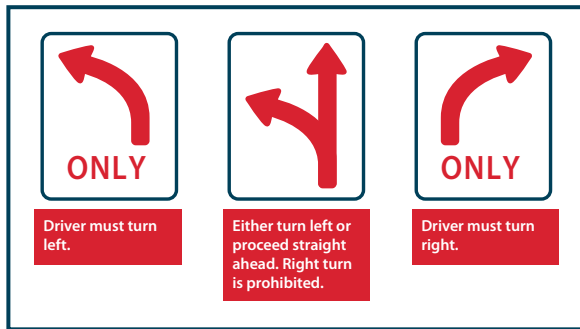 ONLY
ONLY
Driver must turn
left.
Either turn left or
proceed straight
ahead. Right turn
is prohibited.
Driver must turn
right.